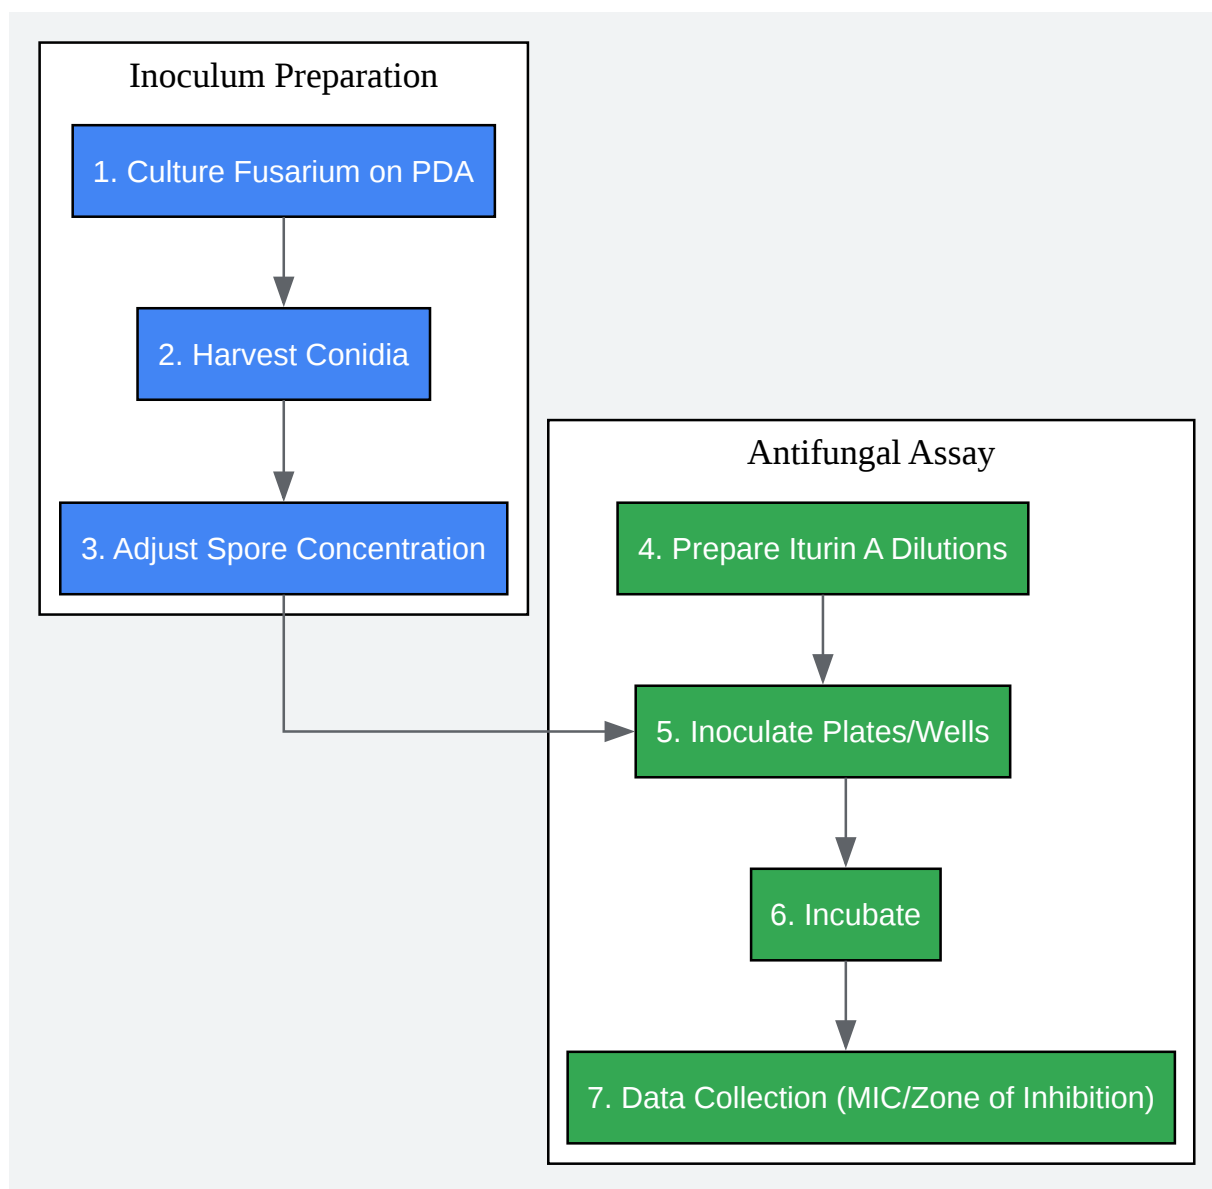 Inoculum Preparation
1. Culture Fusarium on PDA
2. Harvest Conidia
3. Adjust Spore Concentration
Antifungal Assay
4. Prepare Iturin A Dilutions
5. Inoculate Plates/Wells
6. Incubate
7. Data Collection (MIC/Zone of Inhibition)